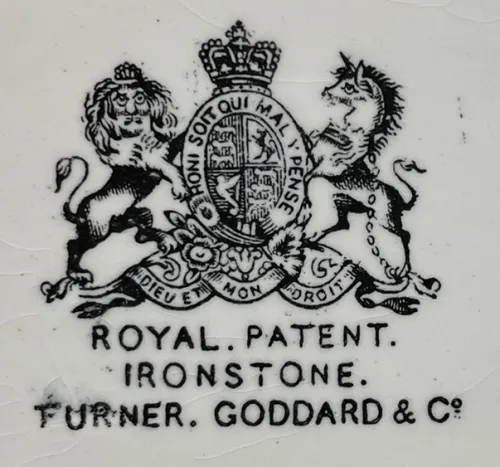 HONI SOIT QUI MAL Y PENSE
DIEU ET MON DROIT
ROYAL. PATENT.
IRONSTONE.
TURNER. GODDARD & Cº